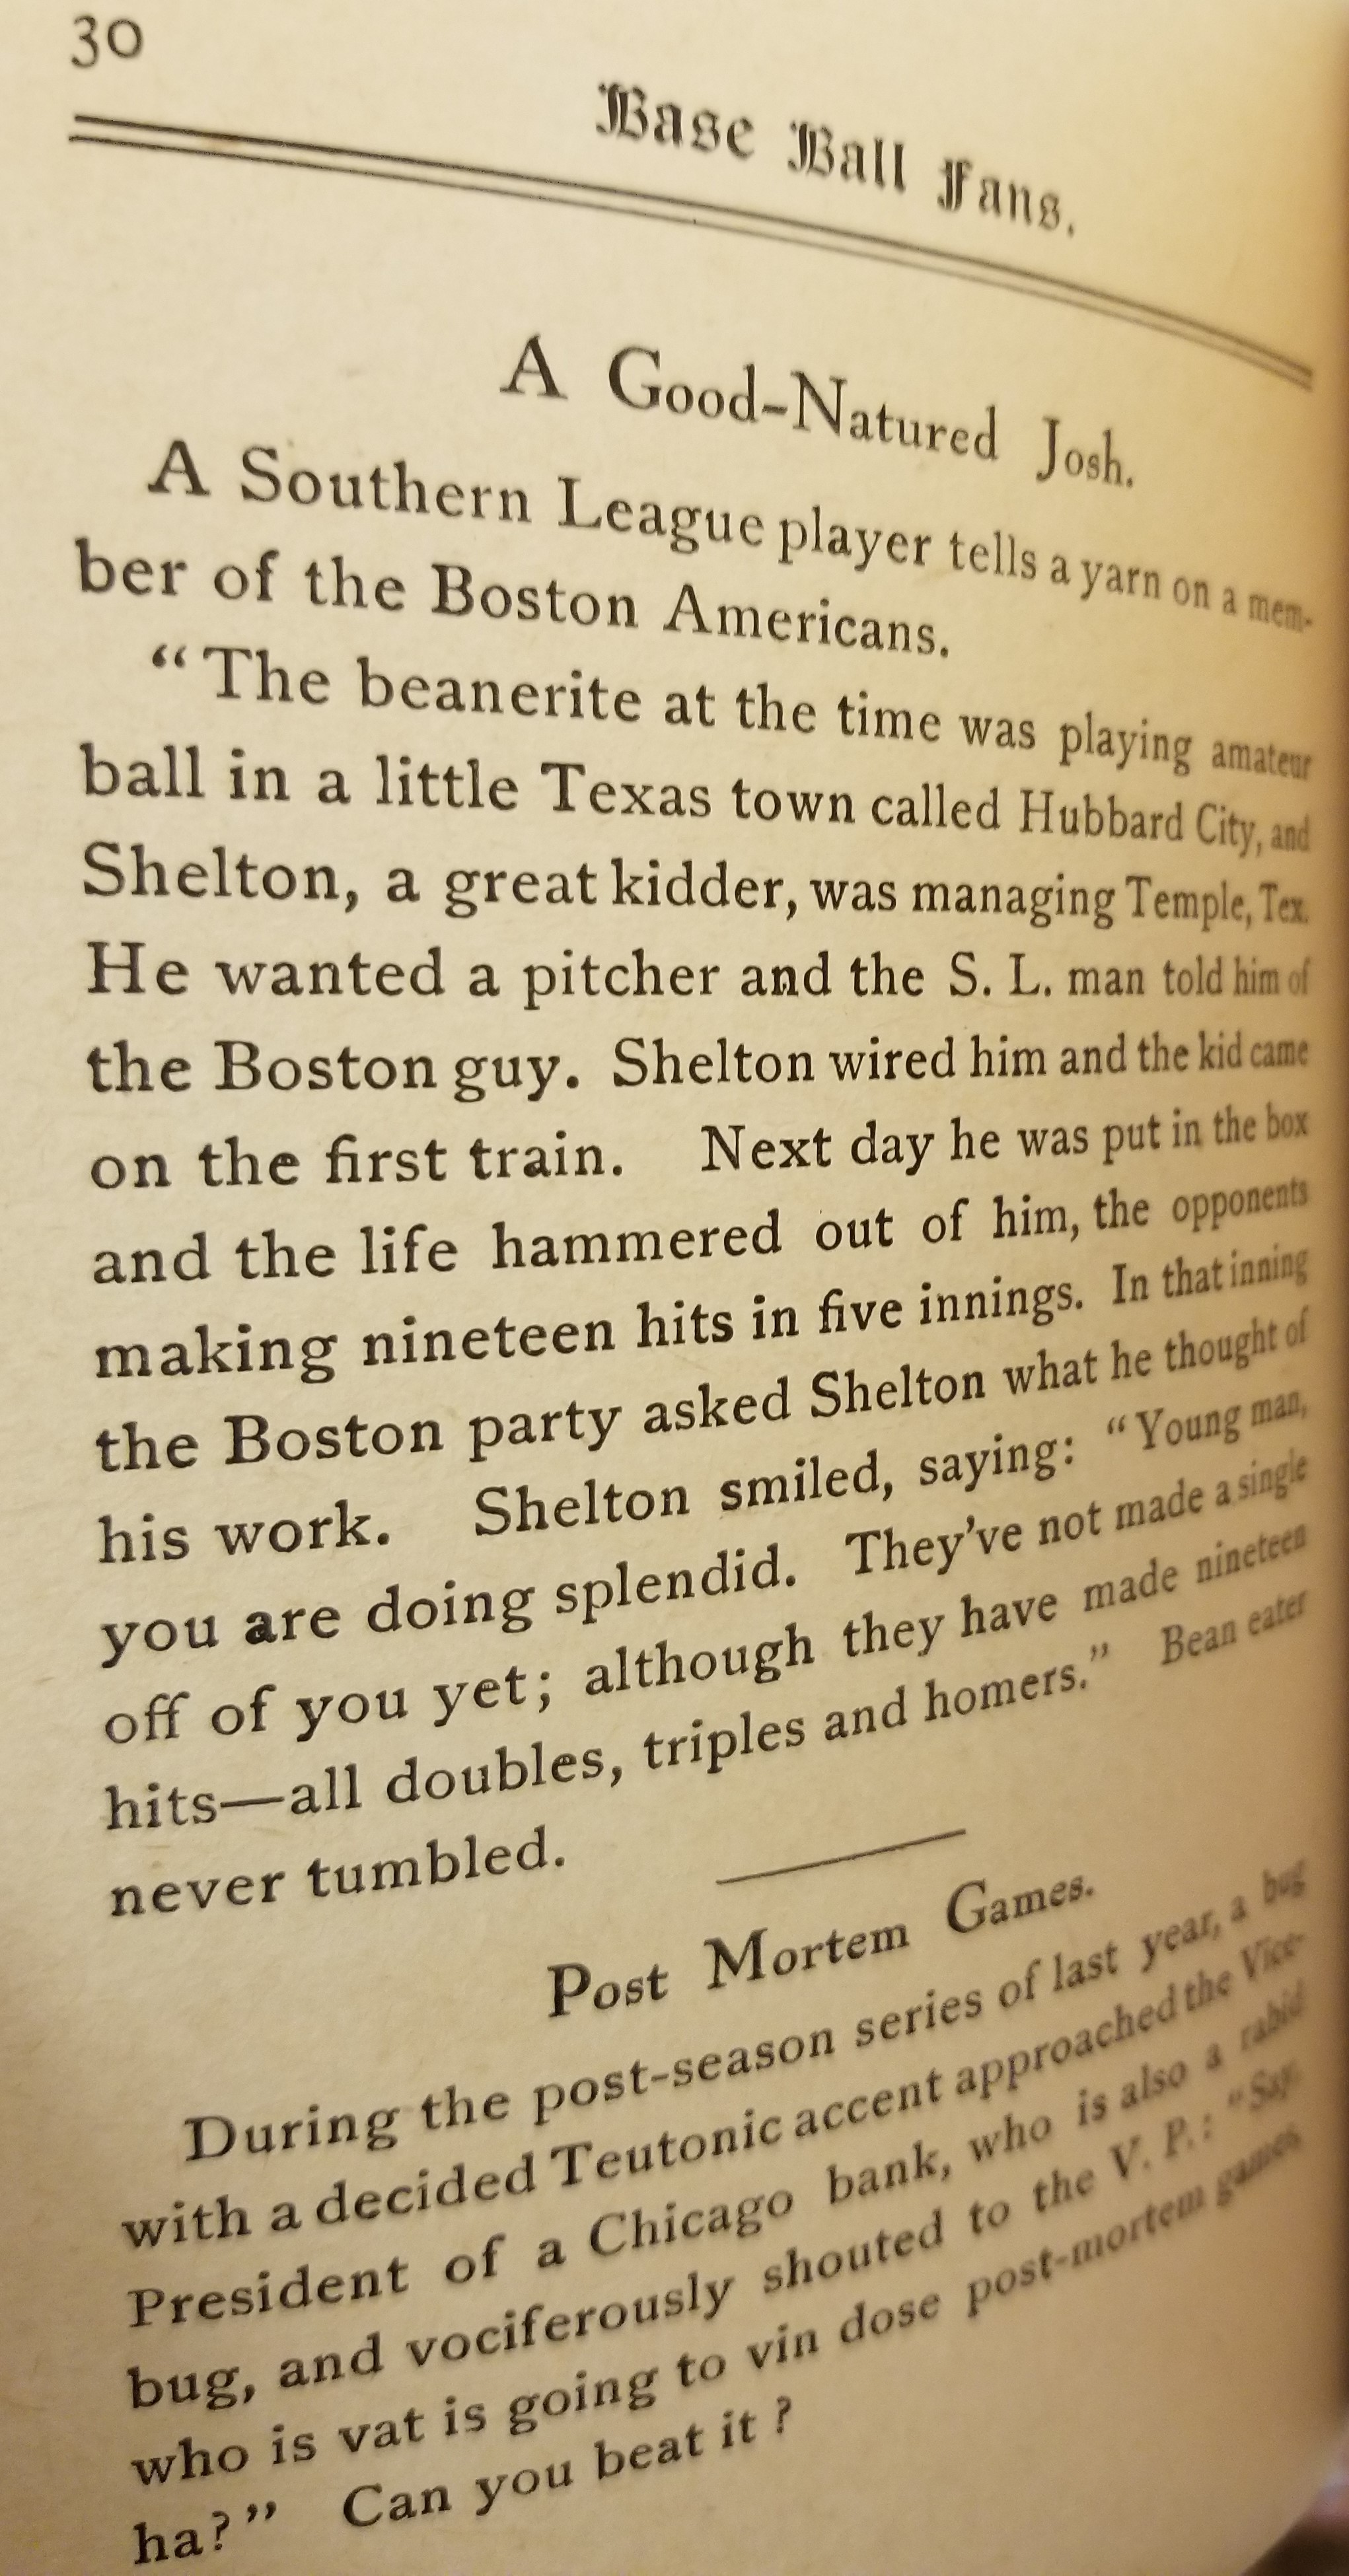 30
Base Ball Fans.
A Good-Natured Josh.
A Southern League player tells a yarn on a mem-
ber of the Boston Americans.
“The beanerite at the time was playing amateur
ball in a little Texas town called Hubbard City, and
Shelton, a great kidder, was managing Temple, Tex.
He wanted a pitcher and the S. L. man told him of
the Boston guy. Shelton wired him and the kid came
on the first train. Next day he was put in the box
and the life hammered out of him, the opponents
making nineteen hits in five innings. In that inning
the Boston party asked Shelton what he thought of
his work. Shelton smiled, saying: “Young man,
you are doing splendid. They’ve not made a single
off of you yet; although they have made nineteen
hits—all doubles, triples and homers.” Bean eater
never tumbled.
Post Mortem Games.
During the post-season series of last year, a bug
with a decided Teutonic accent approached the Vice-
President of a Chicago bank, who is also a rabid
bug, and vociferously shouted to the V. P.: “Say,
who is vat is going to vin dose post-mortem games
ha?” Can you beat it?